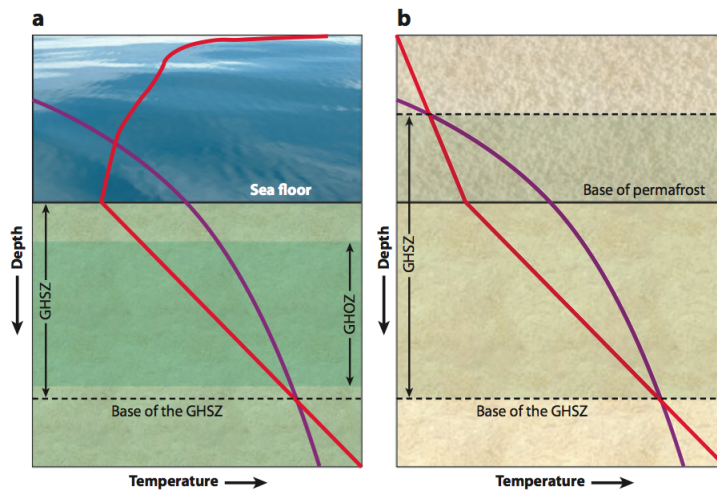 a
Sea floor
Depth
GHSZ
GHOZ
Base of the GHSZ
Temperature
b
Base of permafrost
Depth
GHSZ
Base of the GHSZ
Temperature